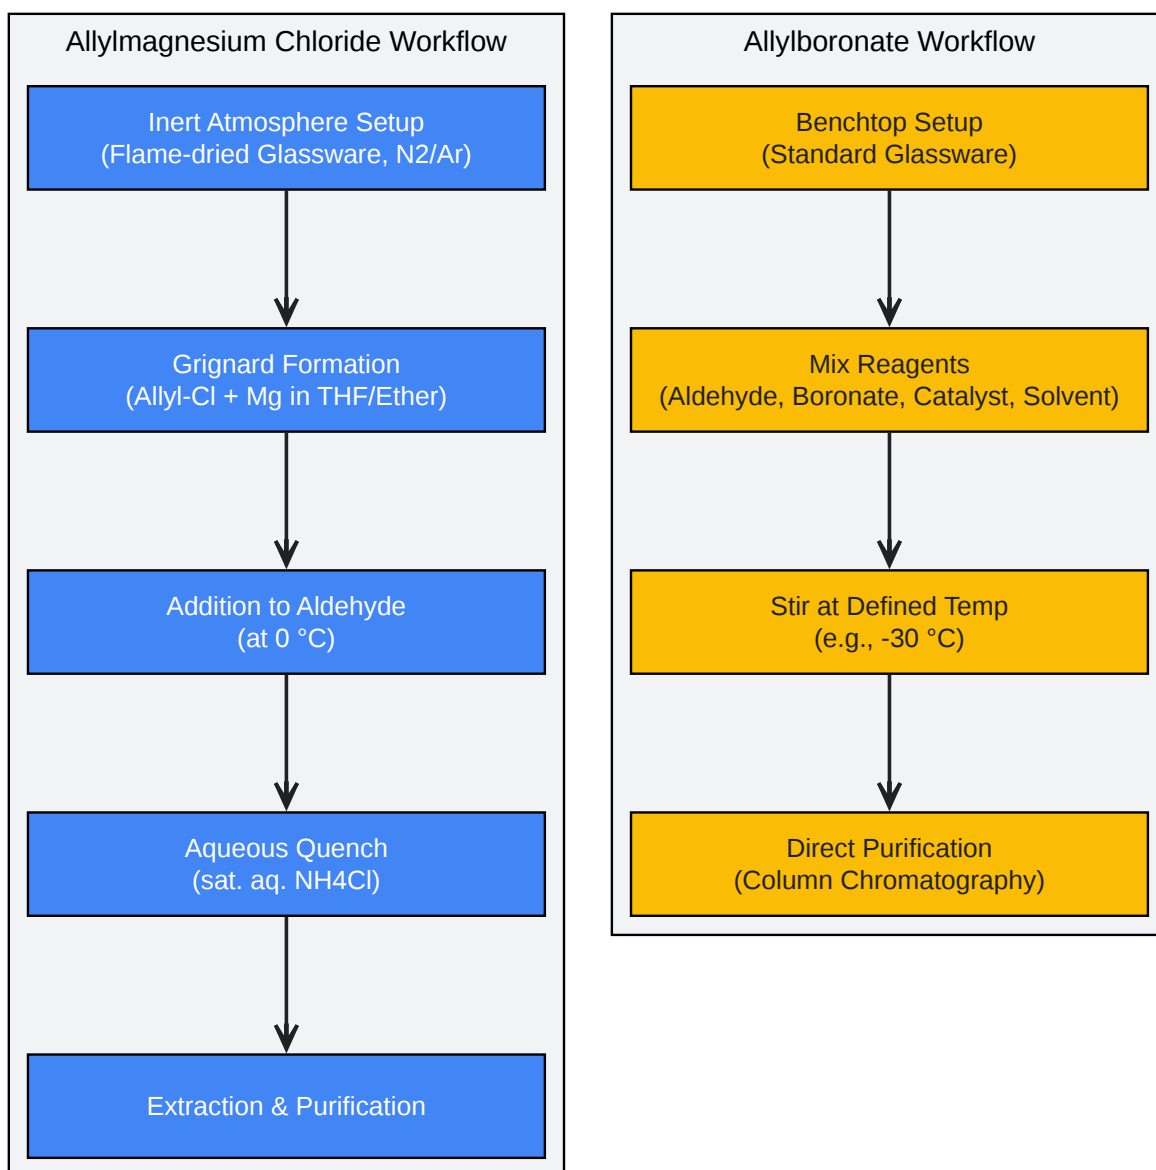 Allylmagnesium Chloride Workflow
Inert Atmosphere Setup
(Flame-dried Glassware, N2/Ar)
Grignard Formation
(Allyl-Cl + Mg in THF/Ether)
Addition to Aldehyde
(at 0 °C)
Aqueous Quench
(sat. aq. NH4Cl)
Extraction & Purification
Allylboronate Workflow
Benchtop Setup
(Standard Glassware)
Mix Reagents
(Aldehyde, Boronate, Catalyst, Solvent)
Stir at Defined Temp
(e.g., -30 °C)
Direct Purification
(Column Chromatography)